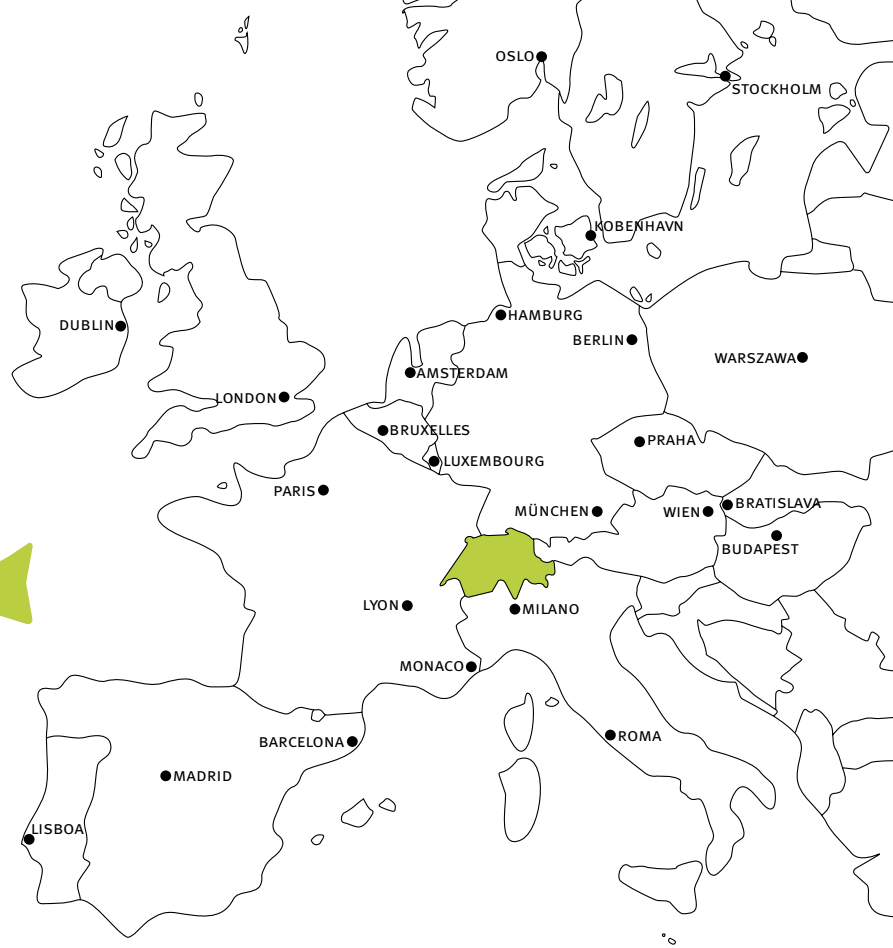 OSLO
STOCKHOLM
KOBENHAVN
HAMBURG
DUBLIN
BERLIN
WARSZAWA
AMSTERDAM
LONDON
BRUXELLES
PRAHA
LUXEMBOURG
PARIS
MÜNCHEN
WIEN
BRATISLAVA
BUDAPEST
LYON
MILANO
MONACO
ROMA
BARCELONA
MADRID
LISBOA